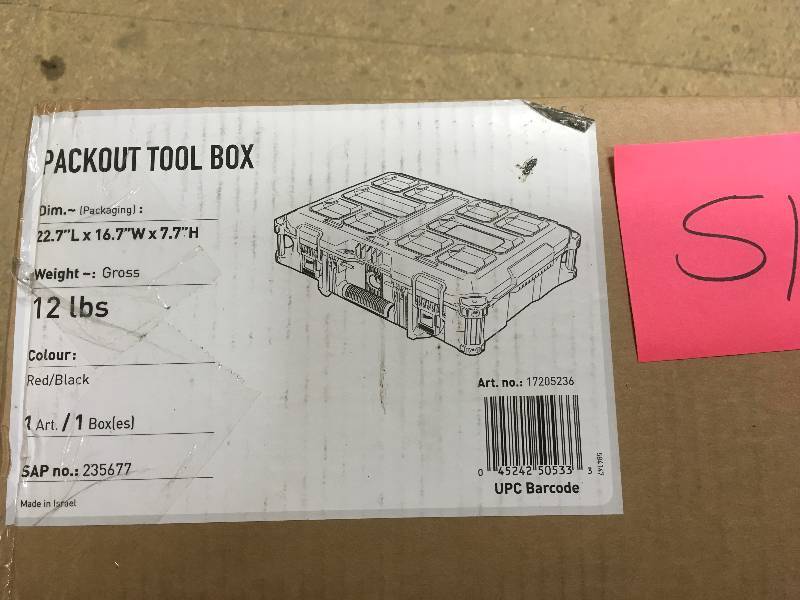 PACKOUT TOOL BOX
Dim.~ (Packaging) :
22.7"L x 16.7"W x 7.7"H
Weight ~: Gross
12 lbs
Colour:
Red/Black
1 Art. / 1 Box(es)
SAP no.: 235677
Made in Israel
Art. no.: 17205236
0 45242 50533 3
UPC Barcode